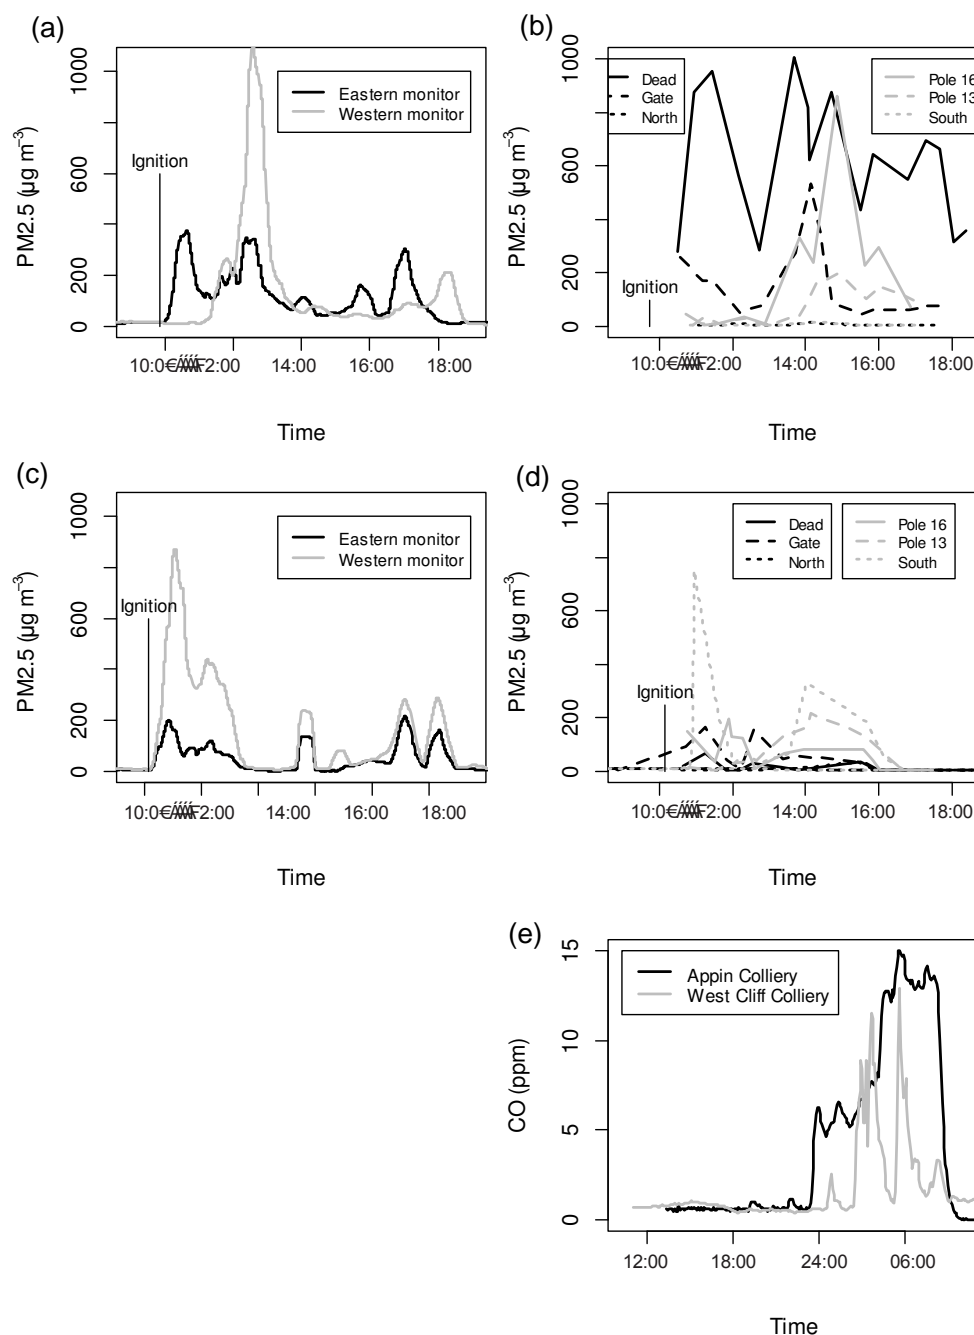 (a)
PM2.5 (µg m⁻³)
0
200
600
1000
Ignition
Eastern monitor
Western monitor
14:00
16:00
18:00
Time
(b)
PM2.5 (µg m⁻³)
0
200
600
1000
Ignition
Dead
Gate
North
Pole 16
Pole 13
South
14:00
16:00
18:00
Time
(c)
PM2.5 (µg m⁻³)
0
200
600
1000
Ignition
Eastern monitor
Western monitor
14:00
16:00
18:00
Time
(d)
PM2.5 (µg m⁻³)
0
200
600
1000
Ignition
Dead
Gate
North
Pole 16
Pole 13
South
14:00
16:00
18:00
Time
(e)
CO (ppm)
0
5
10
15
Appin Colliery
West Cliff Colliery
12:00
18:00
24:00
06:00
Time